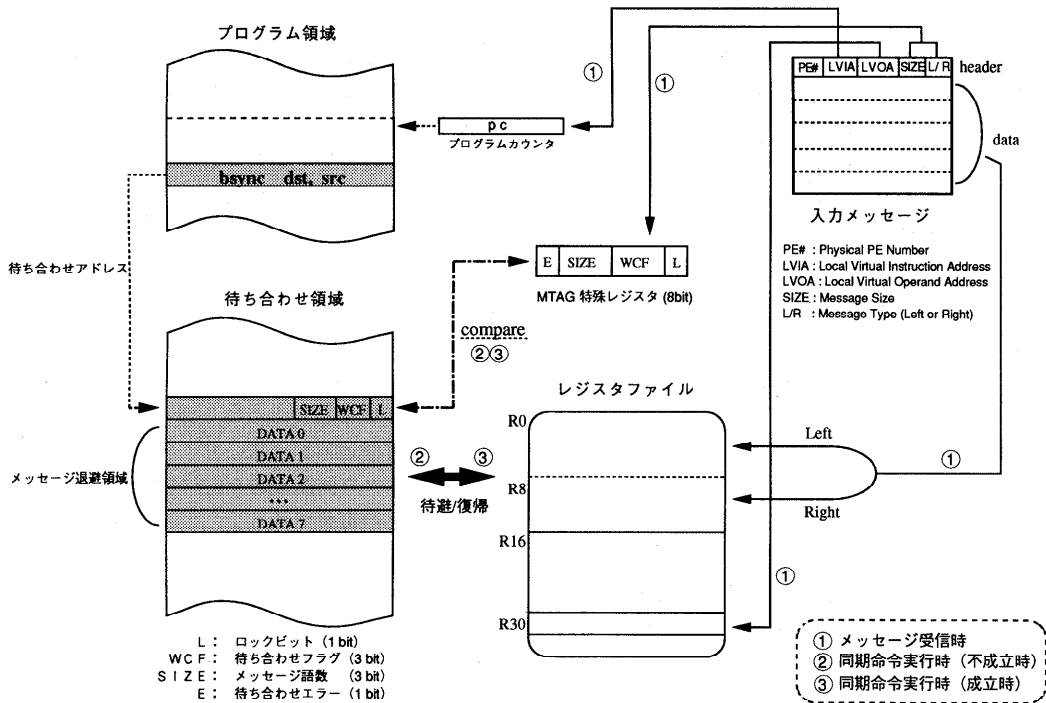 プログラム領域
bsync dst, src
pc
プログラムカウンタ
①
①
PE# LVIA LVOA SIZE L/R header
data
入力メッセージ
PE# : Physical PE Number
LVIA : Local Virtual Instruction Address
LVOA : Local Virtual Operand Address
SIZE : Message Size
L/R : Message Type (Left or Right)
待ち合わせアドレス
E SIZE WCF L
MTAG 特殊レジスタ (8bit)
待ち合わせ領域
compare
②③
SIZE WCF L
DATA 0
DATA 1
DATA 2
...
DATA 7
メッセージ退避領域
② ③
待避/復帰
レジスタファイル
R0
R8
R16
R30
Left
Right
①
①
L : ロックビット (1 bit)
WCF : 待ち合わせフラグ (3 bit)
SIZE : メッセージ語数 (3 bit)
E : 待ち合わせエラー (1 bit)
① メッセージ受信時
② 同期命令実行時（不成立時）
③ 同期命令実行時（成立時）